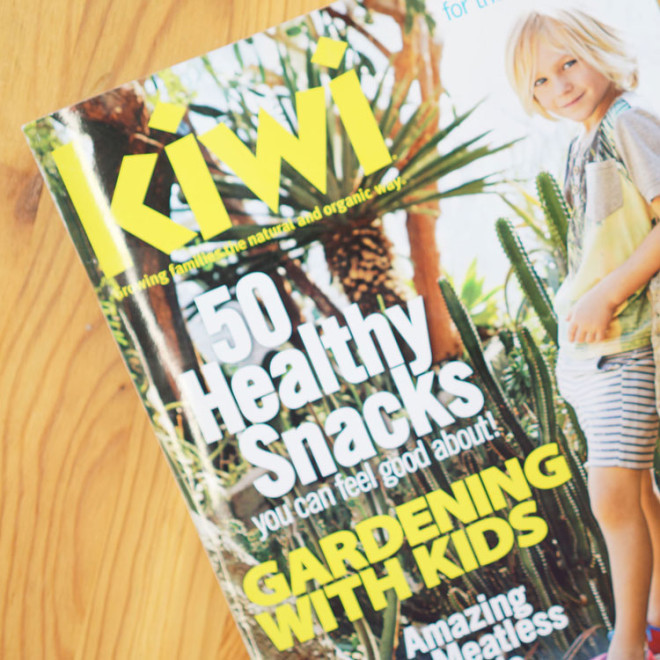 for th
kiwi
growing families the natural and organic way.
50
Healthy
Snacks
you can feel good about!
GARDENING
WITH KIDS
Amazing
Meatless